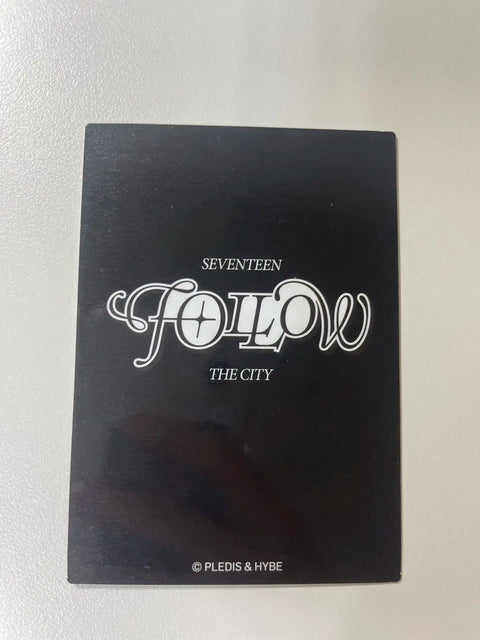 SEVENTEEN
FOLLOW
THE CITY
© PLEDIS & HYBE